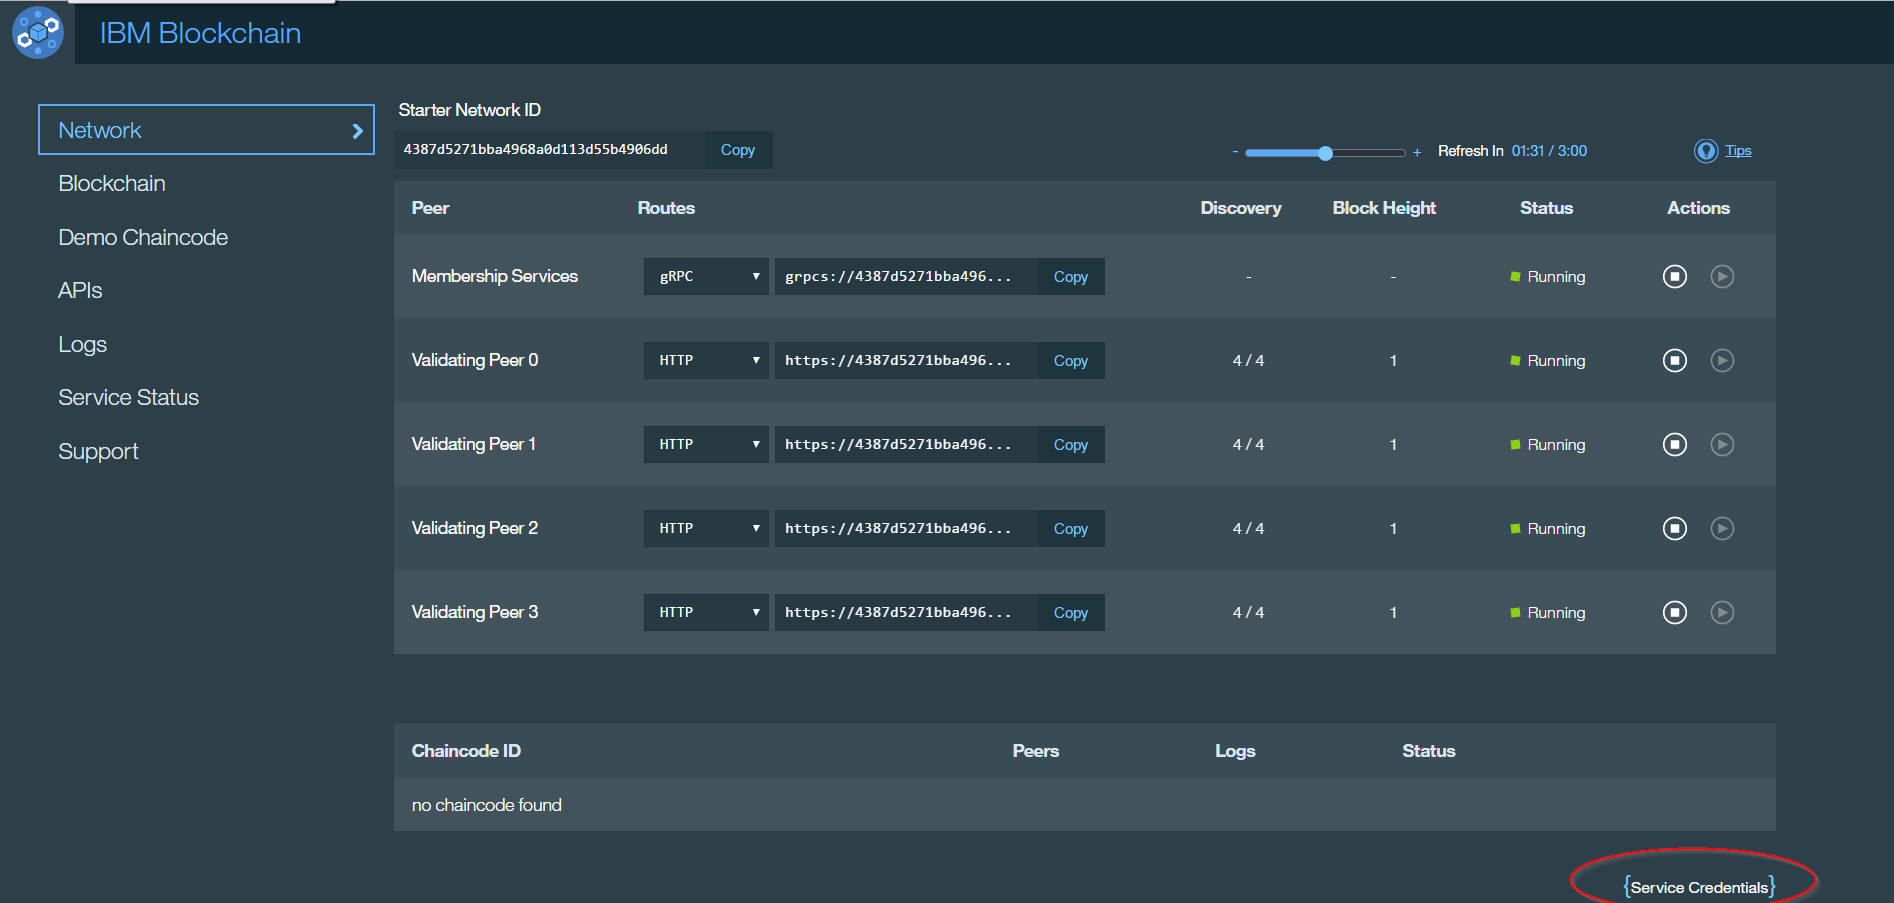 IBM Blockchain
Network
Blockchain
Demo Chaincode
APIs
Logs
Service Status
Support
Starter Network ID
4387d5271bba4968a0d113d55b4906dd Copy
- + Refresh In 01:31 / 3:00 Tips
Peer Routes Discovery Block Height Status Actions
Membership Services gRPC grpcs://4387d5271bba496... Copy - - Running
Validating Peer 0 HTTP https://4387d5271bba496... Copy 4 / 4 1 Running
Validating Peer 1 HTTP https://4387d5271bba496... Copy 4 / 4 1 Running
Validating Peer 2 HTTP https://4387d5271bba496... Copy 4 / 4 1 Running
Validating Peer 3 HTTP https://4387d5271bba496... Copy 4 / 4 1 Running
Chaincode ID Peers Logs Status
no chaincode found
{Service Credentials}